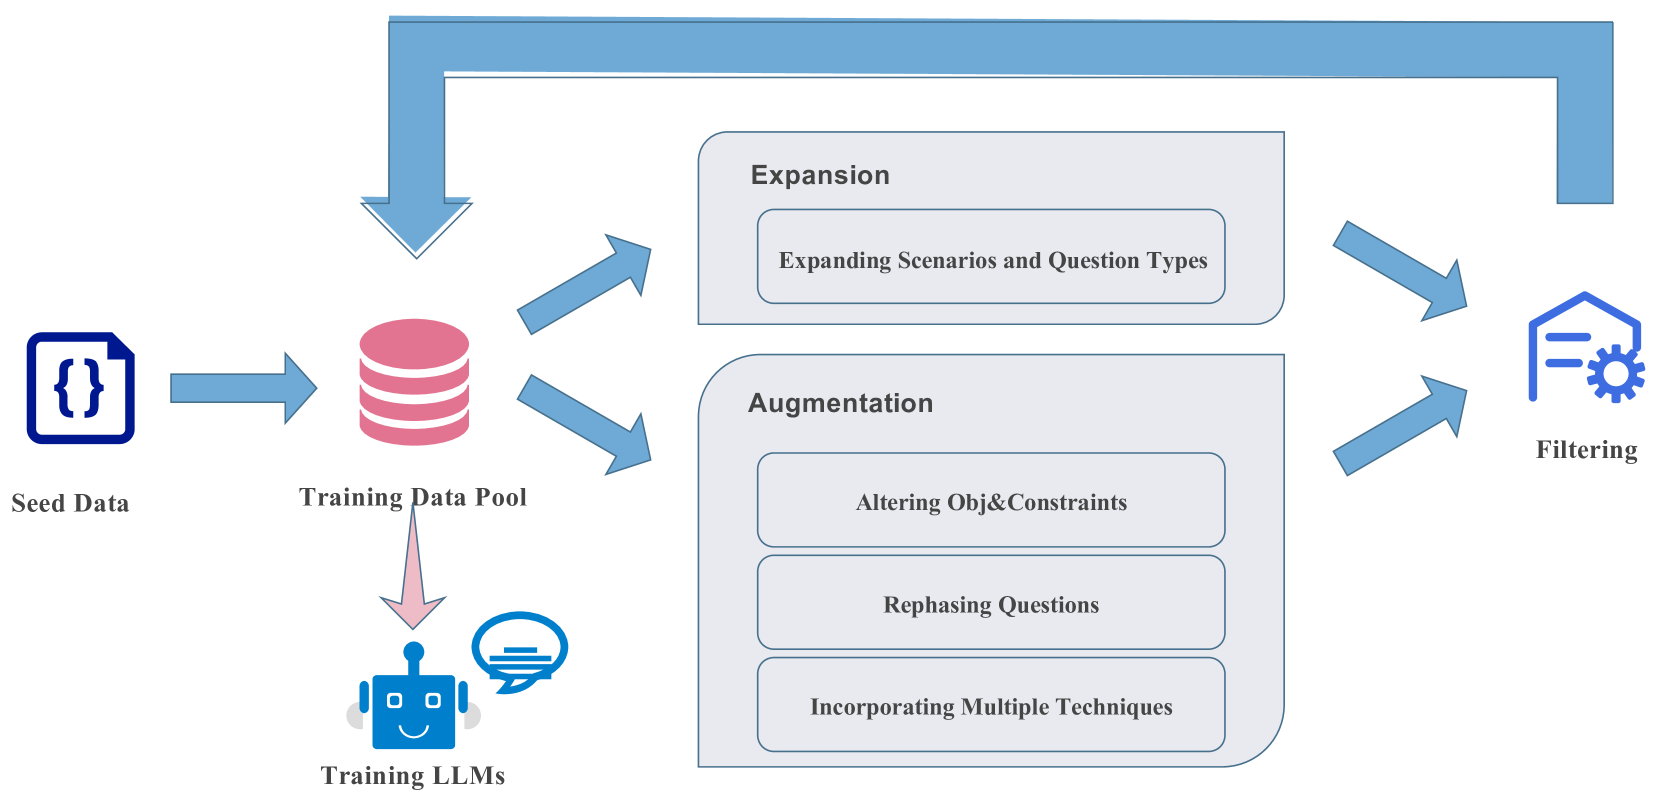 Expansion
Expanding Scenarios and Question Types
Augmentation
Altering Obj&Constraints
Rephasing Questions
Incorporating Multiple Techniques
Filtering
{}
Seed Data
Training Data Pool
Training LLMs